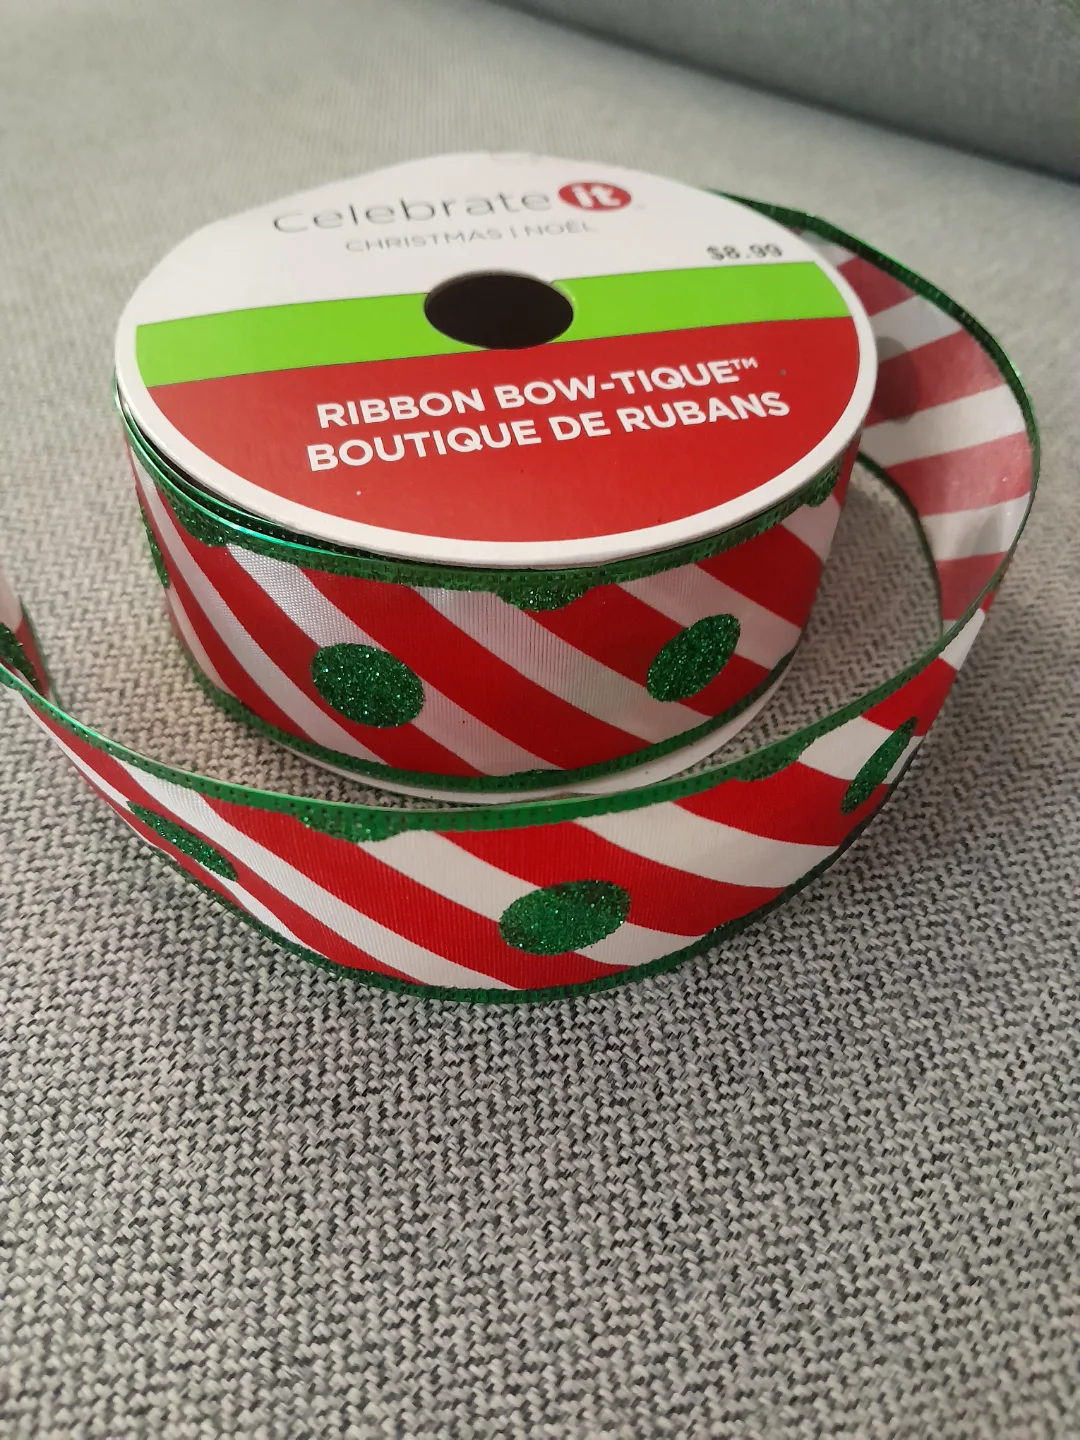 Celebrate it
CHRISTMAS | NOËL
$8.99
RIBBON BOW-TIQUE™
BOUTIQUE DE RUBANS